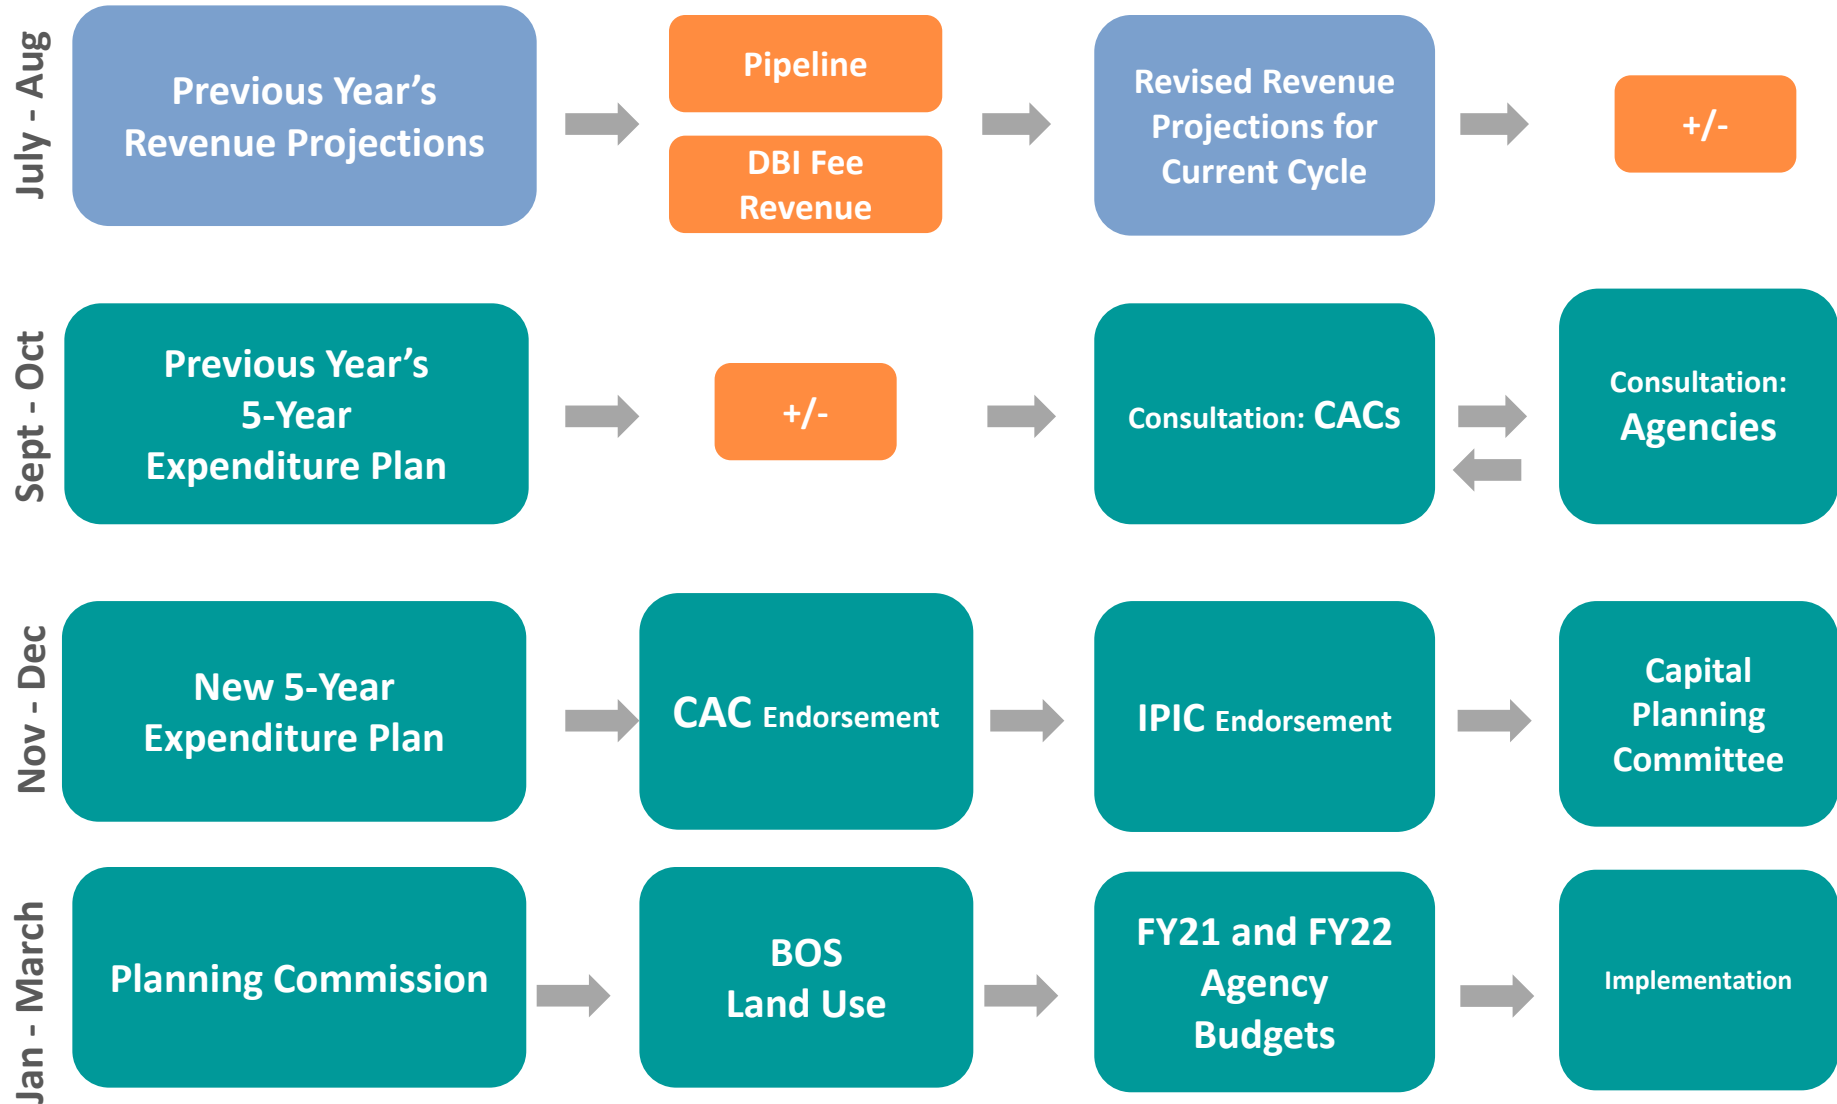 July - Aug
Previous Year’s
Revenue Projections
Pipeline
DBI Fee
Revenue
Revised Revenue
Projections for
Current Cycle
+/-
Sept - Oct
Previous Year’s
5-Year
Expenditure Plan
+/-
Consultation: CACs
Consultation:
Agencies
Nov - Dec
New 5-Year
Expenditure Plan
CAC Endorsement
IPIC Endorsement
Capital
Planning
Committee
Jan - March
Planning Commission
BOS
Land Use
FY21 and FY22
Agency
Budgets
Implementation